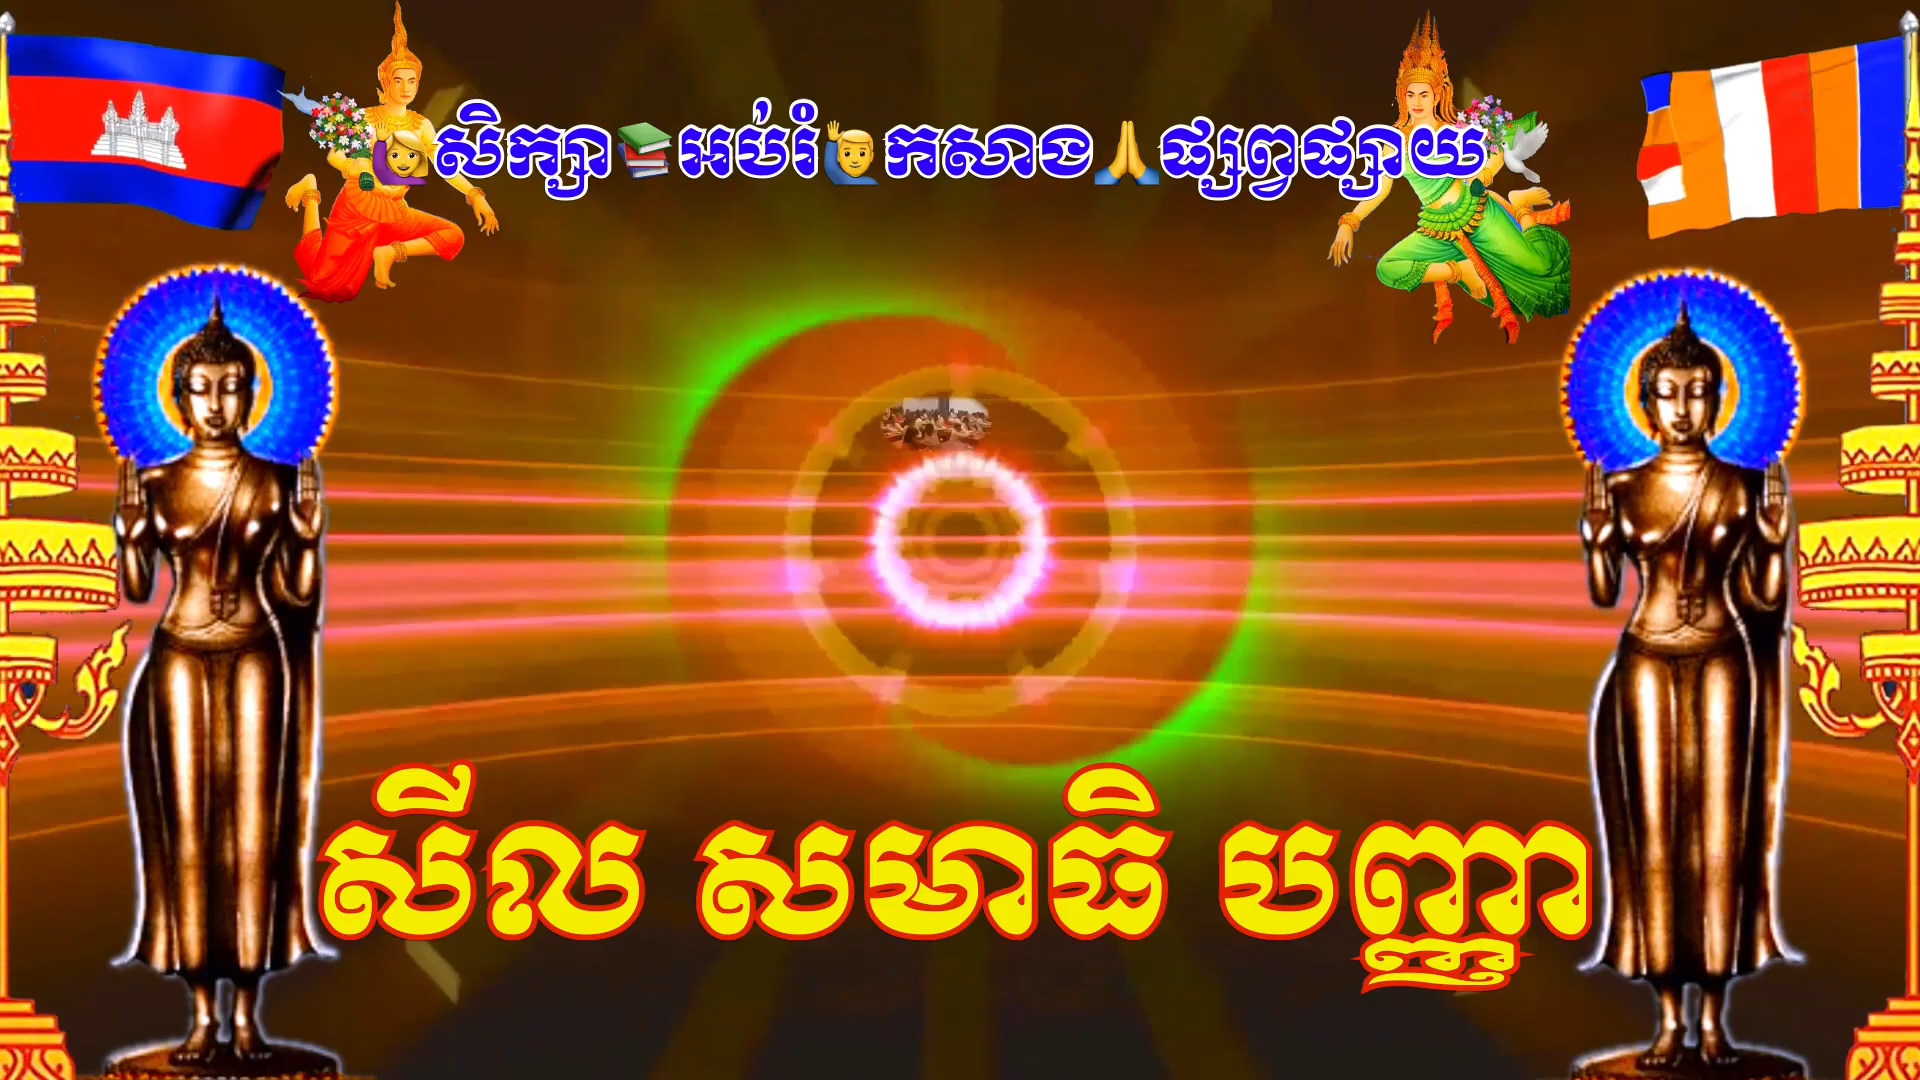 🙋‍♀️សិក្សា📚អប់រំ🙋‍♂️កសាង🙏ផ្សព្វផ្សាយ
សីល សមាធិ បញ្ញា